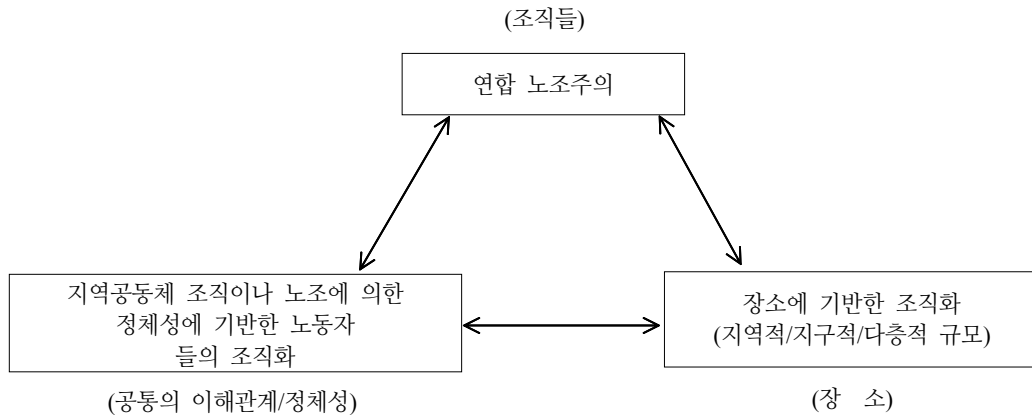 (조직들)
연합 노조주의
지역공동체 조직이나 노조에 의한
정체성에 기반한 노동자
들의 조직화
(공통의 이해관계/정체성)
장소에 기반한 조직화
(지역적/지구적/다층적 규모)
(장 소)